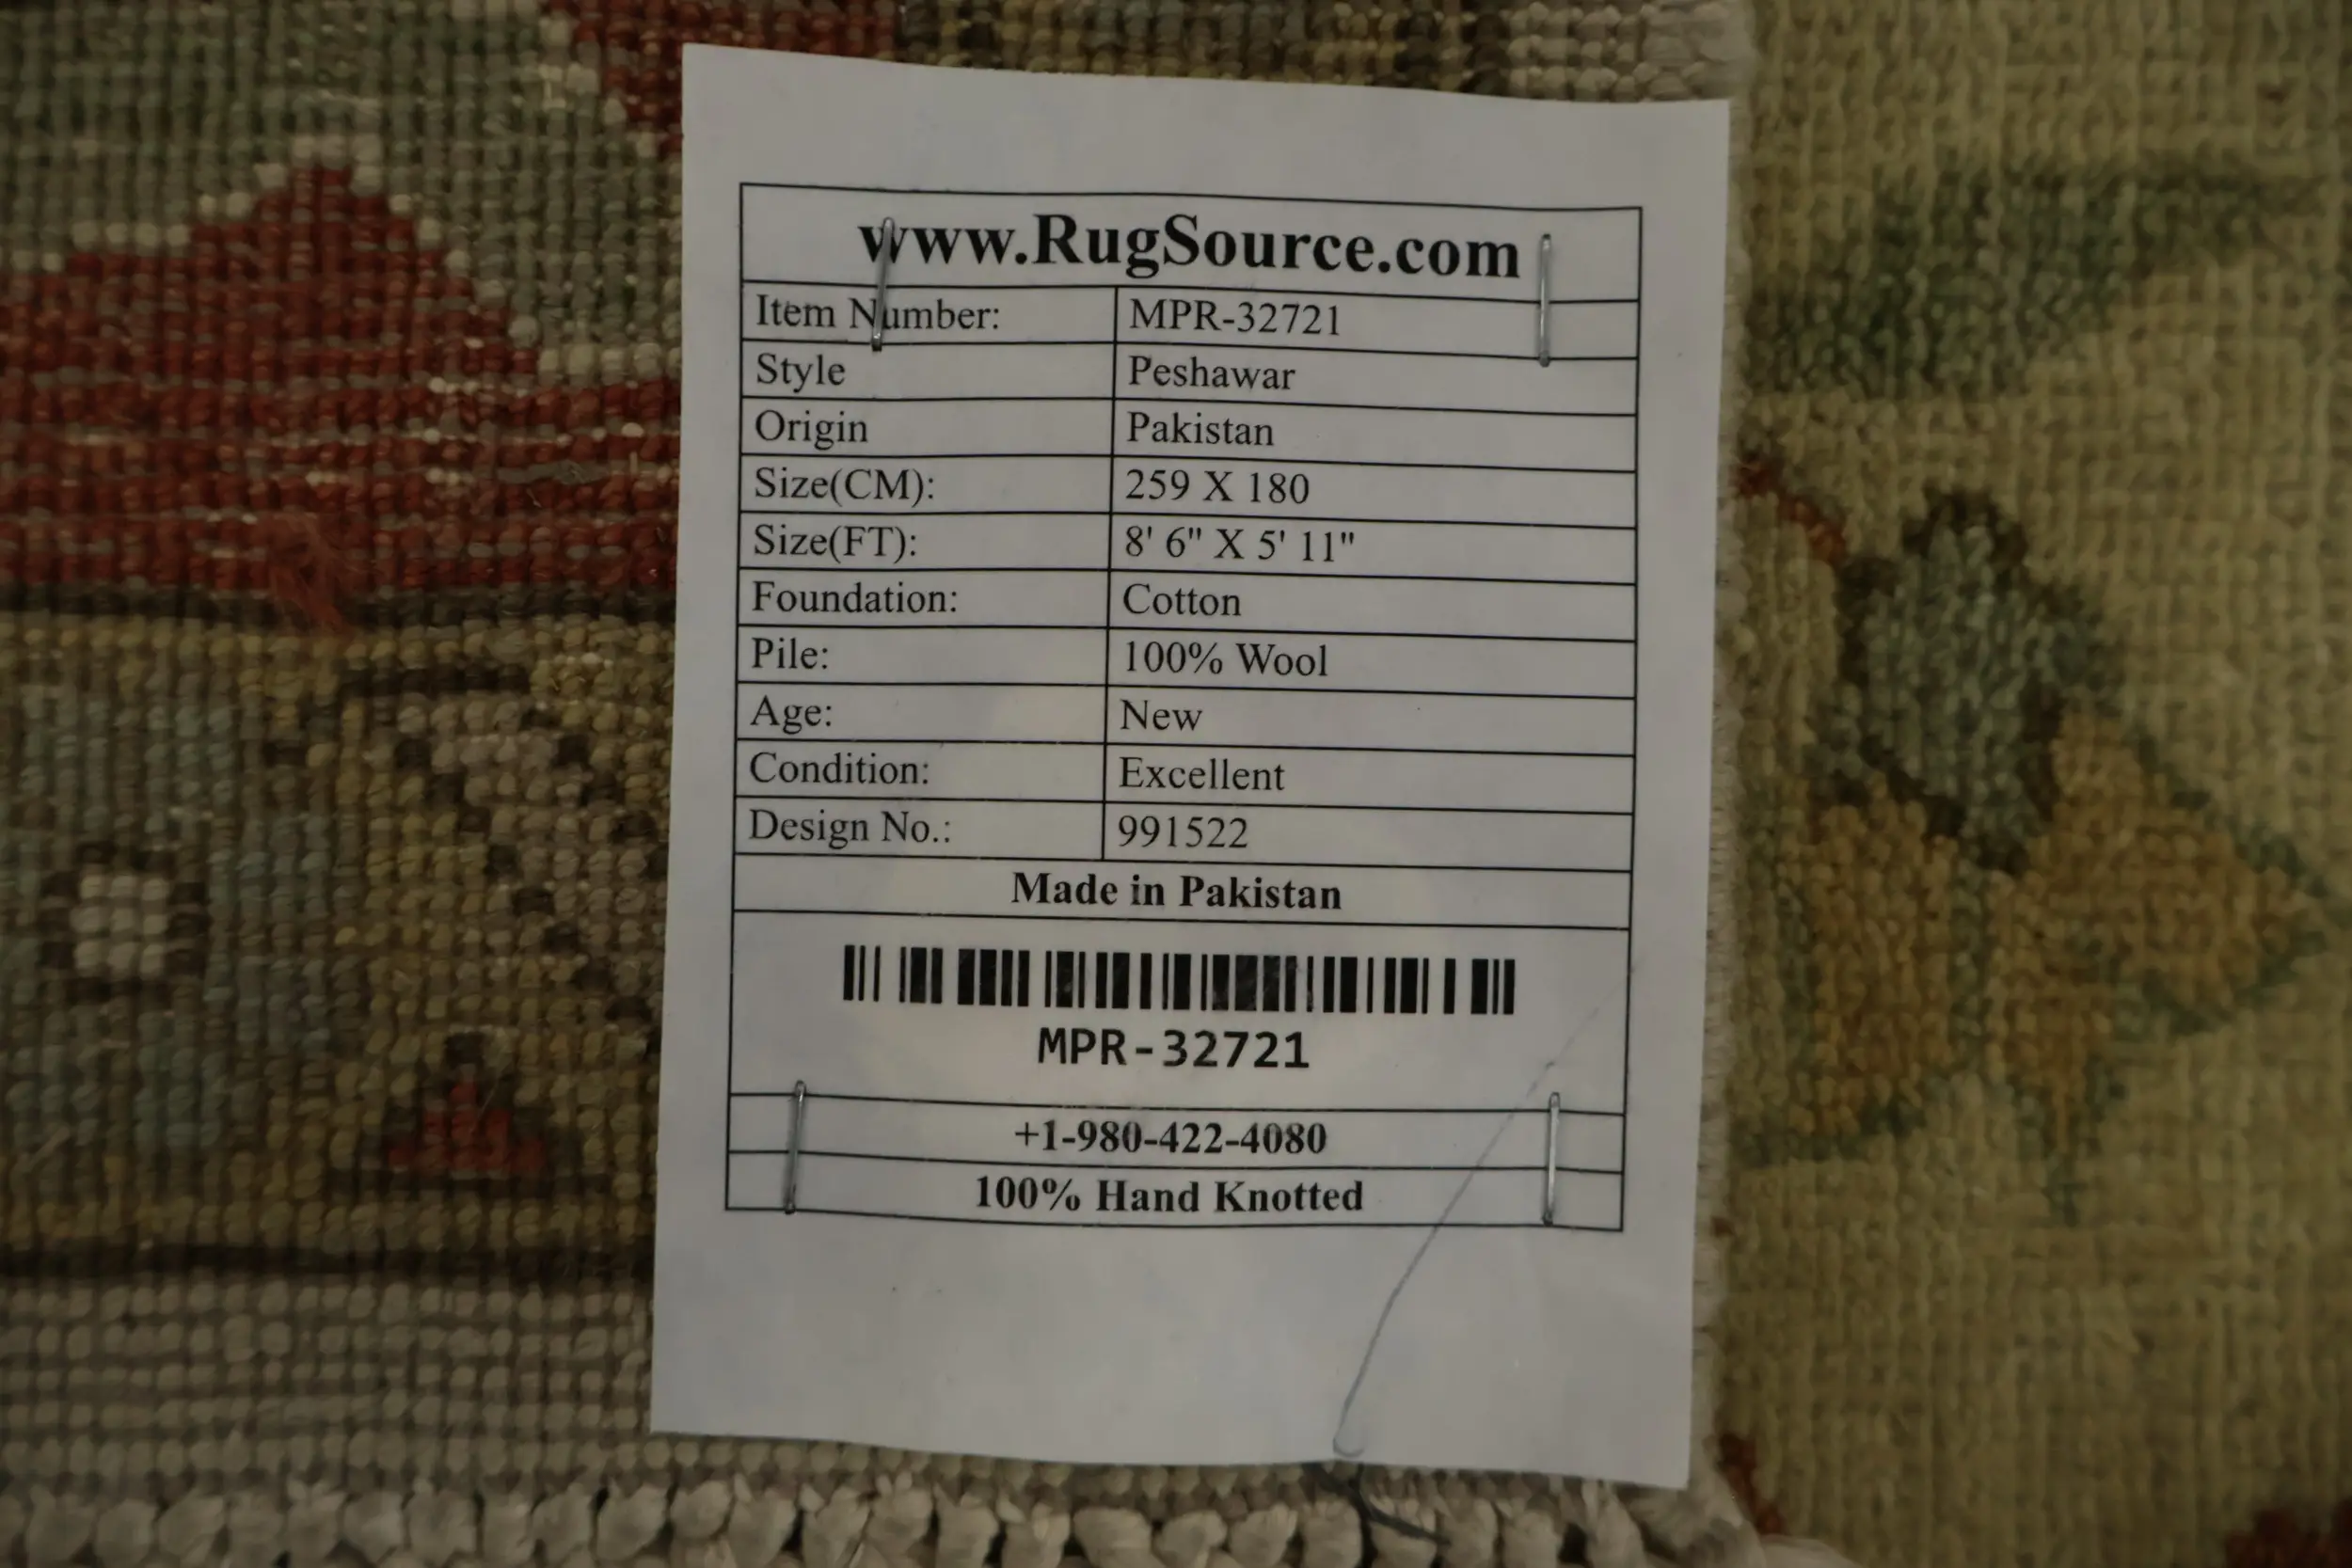 www.RugSource.com
Item Number: MPR-32721
Style Peshawar
Origin Pakistan
Size(CM): 259 X 180
Size(FT): 8' 6" X 5' 11"
Foundation: Cotton
Pile: 100% Wool
Age: New
Condition: Excellent
Design No.: 991522
Made in Pakistan
MPR-32721
+1-980-422-4080
100% Hand Knotted